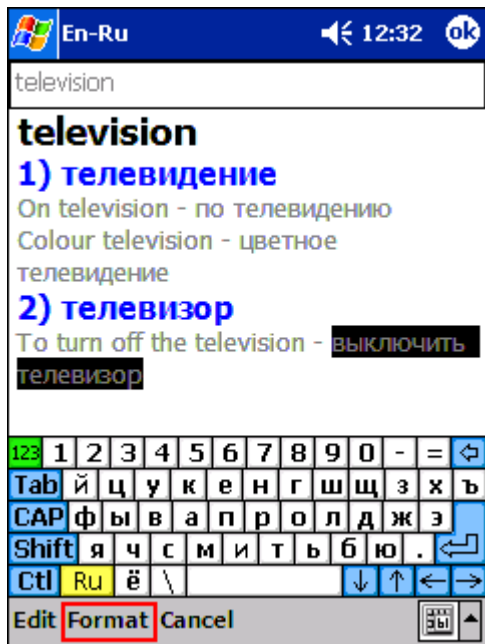 En-Ru 12:32 ok
television
television
1) телевидение
On television - по телевидению
Colour television - цветное
телевидение
2) телевизор
To turn off the television - выключить
телевизор
123 1 2 3 4 5 6 7 8 9 0 - =
Tab й ц у к е н г ш щ з х ъ
CAP ф ы в а п р о л д ж э
Shift я ч с м и т ь б ю .
Ctl Ru ё \
Edit Format Cancel